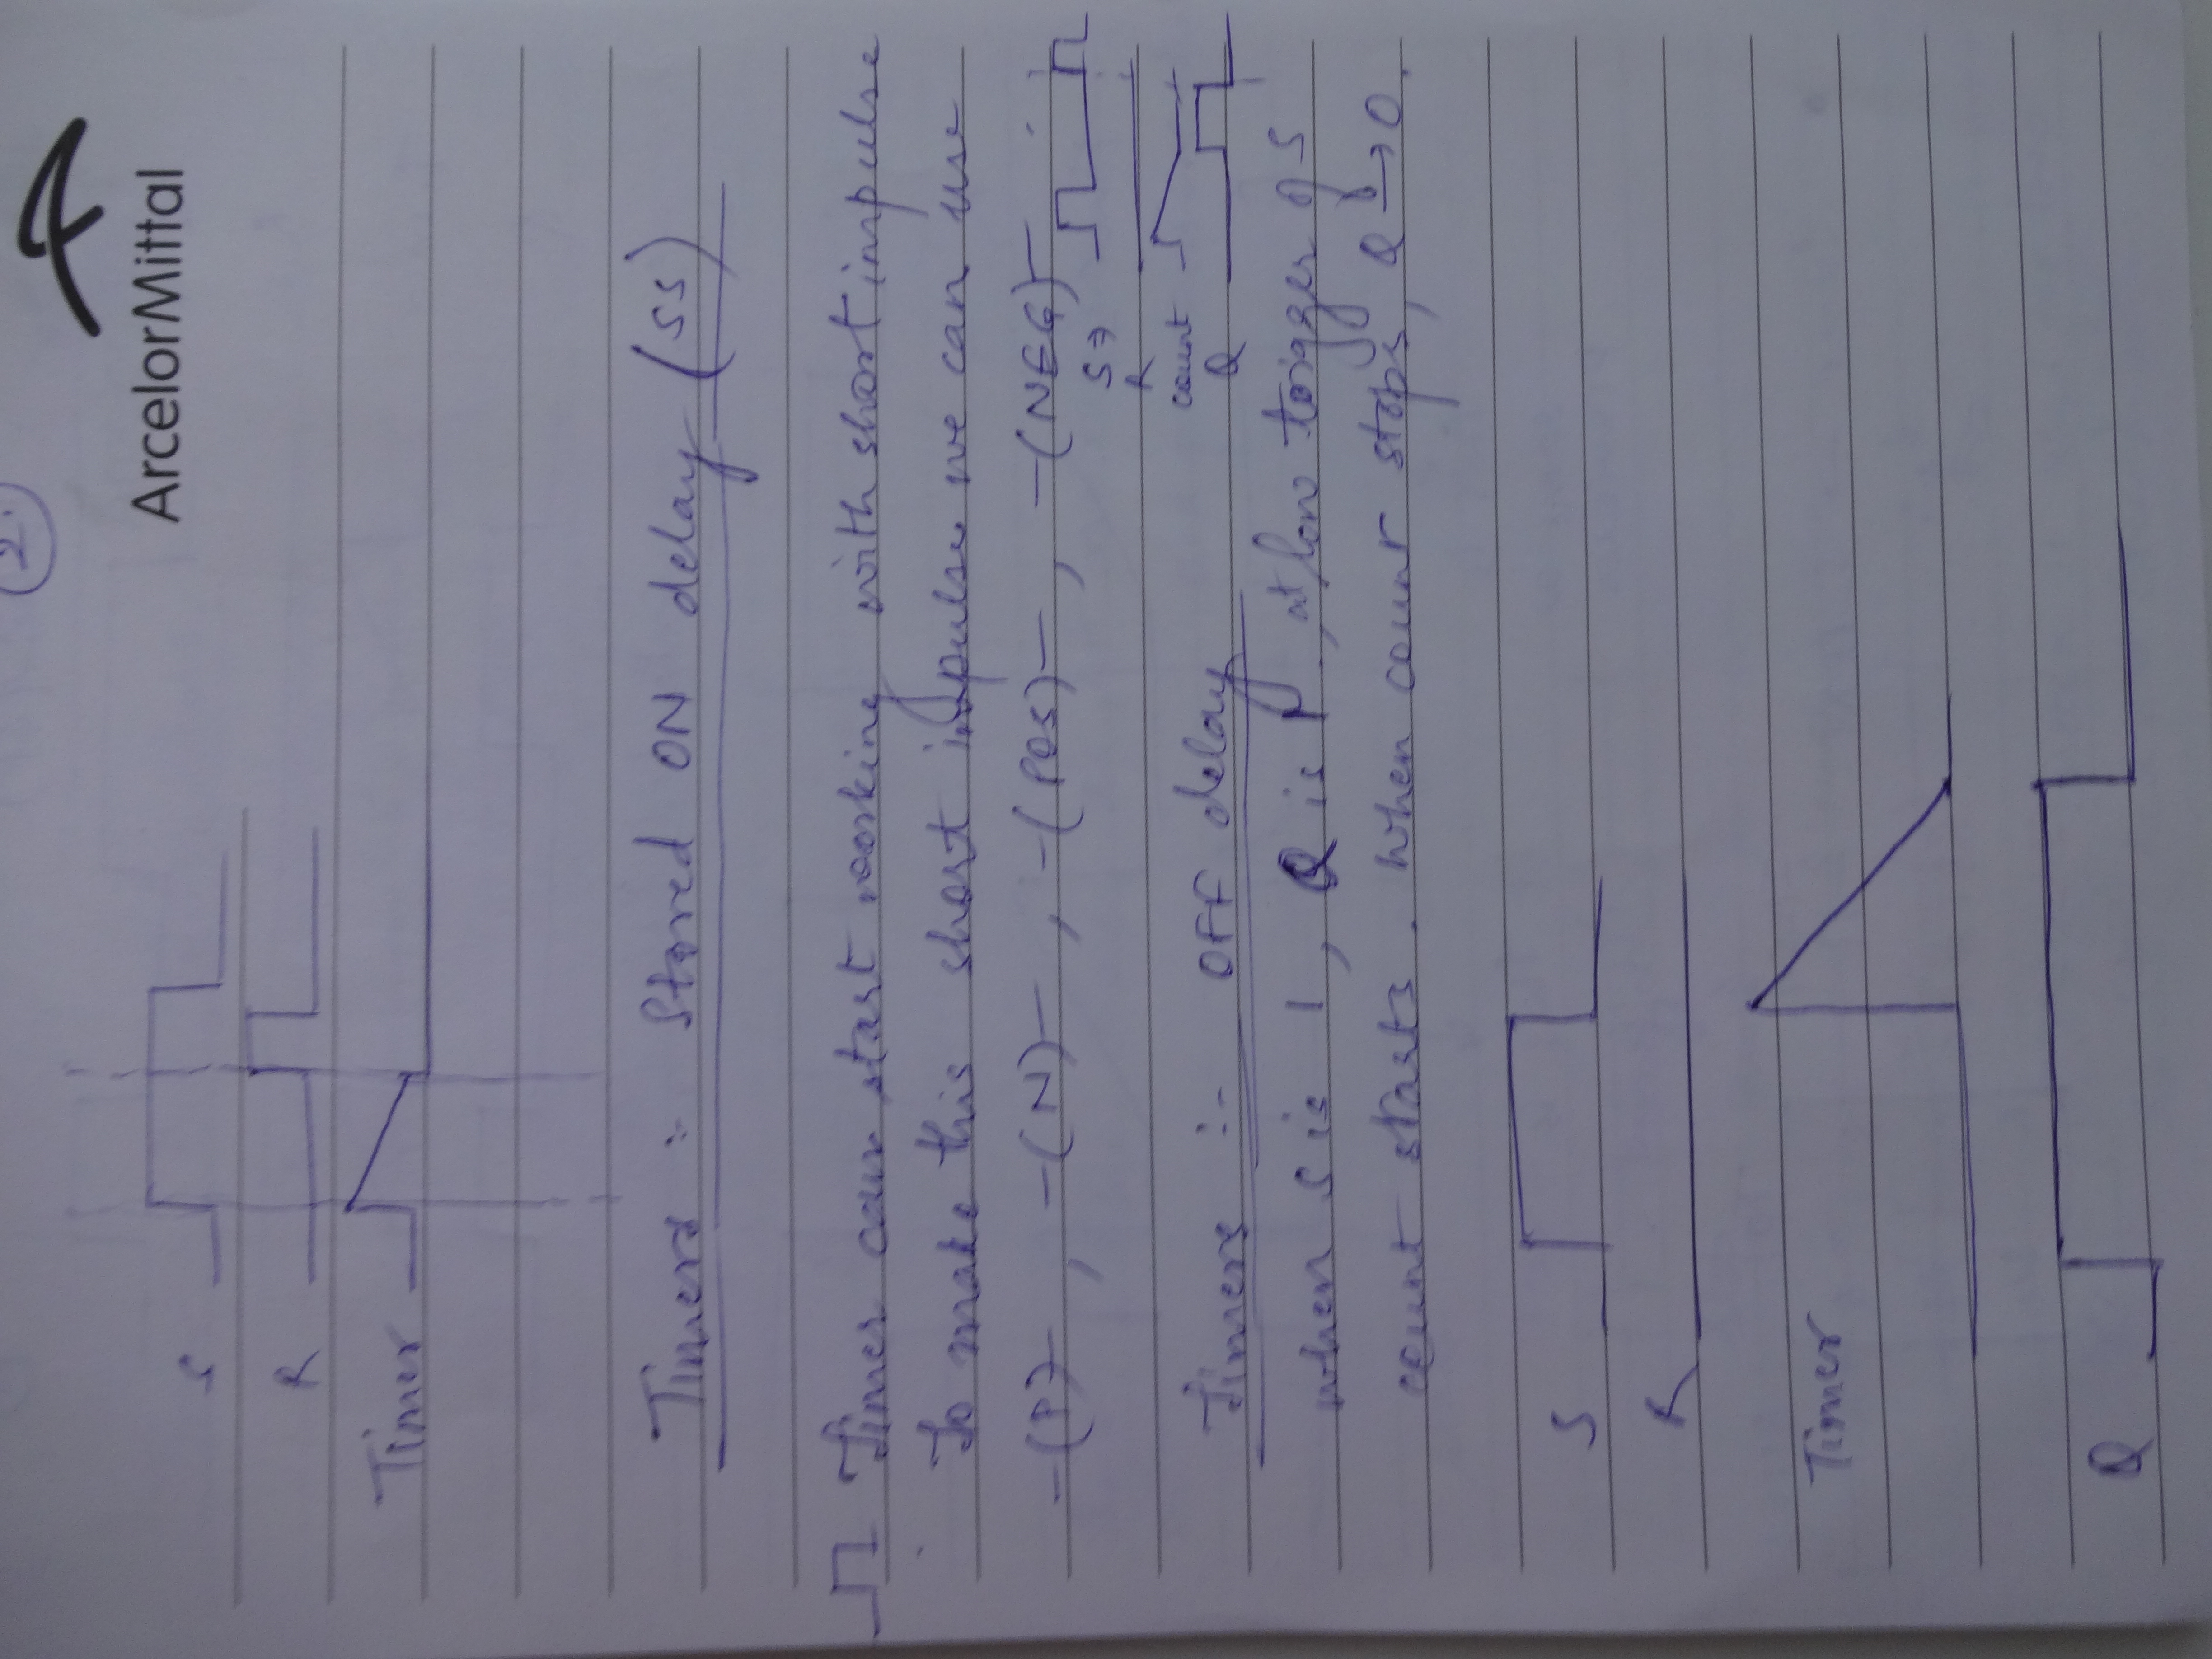 2.
ArcelorMittal
S
R
Timer
Timers :- Stored ON delay (SS)
Timer can start working with short impulse
To make this short impulse we can use
-(P)- , -(N)- , -(POS)- , -(NEG)-
S →
R
count
Q
Timers :- OFF delay
when S is 1, Q is 1, at low trigger of S
count starts. when count stops, Q → 0.
S
R
Timer
Q